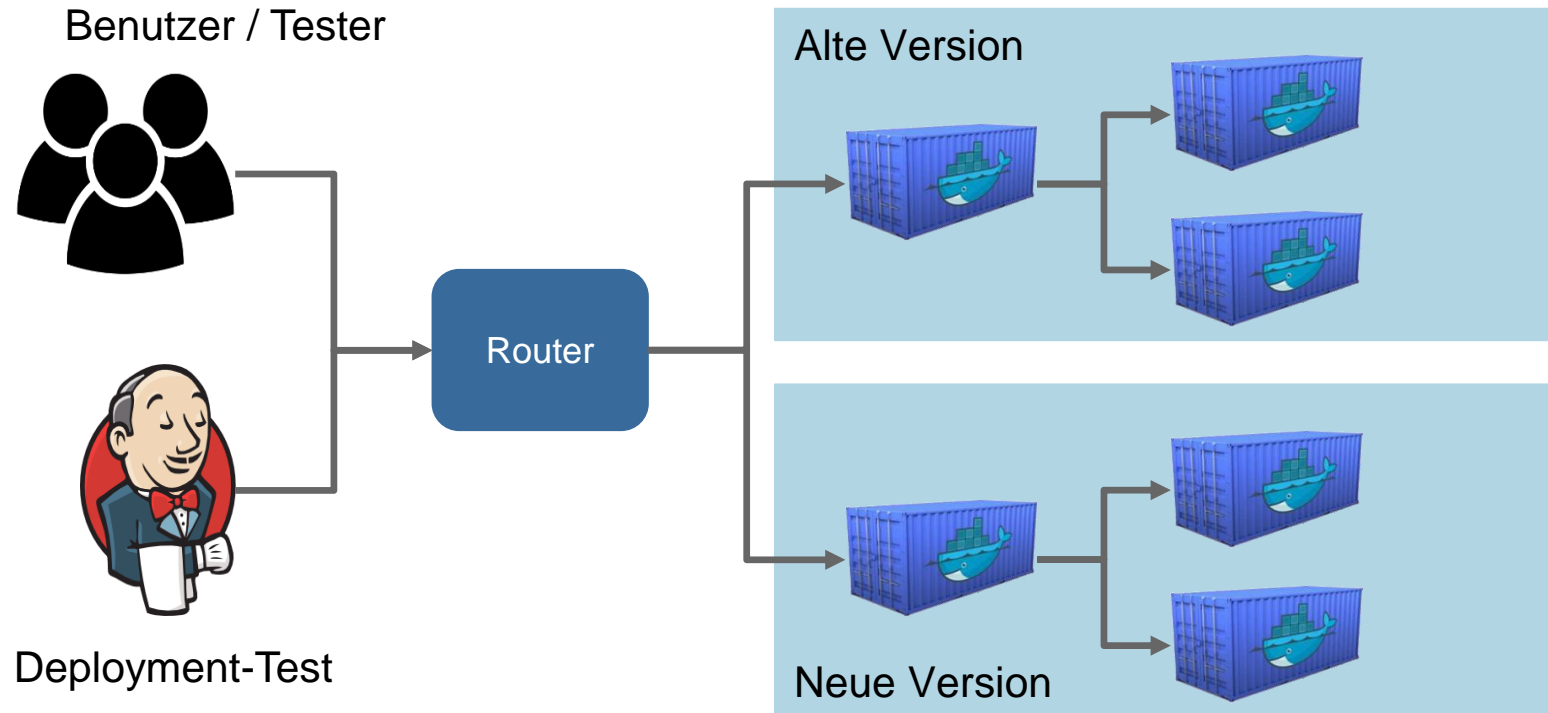 Benutzer / Tester
Alte Version
Router
Deployment-Test
Neue Version